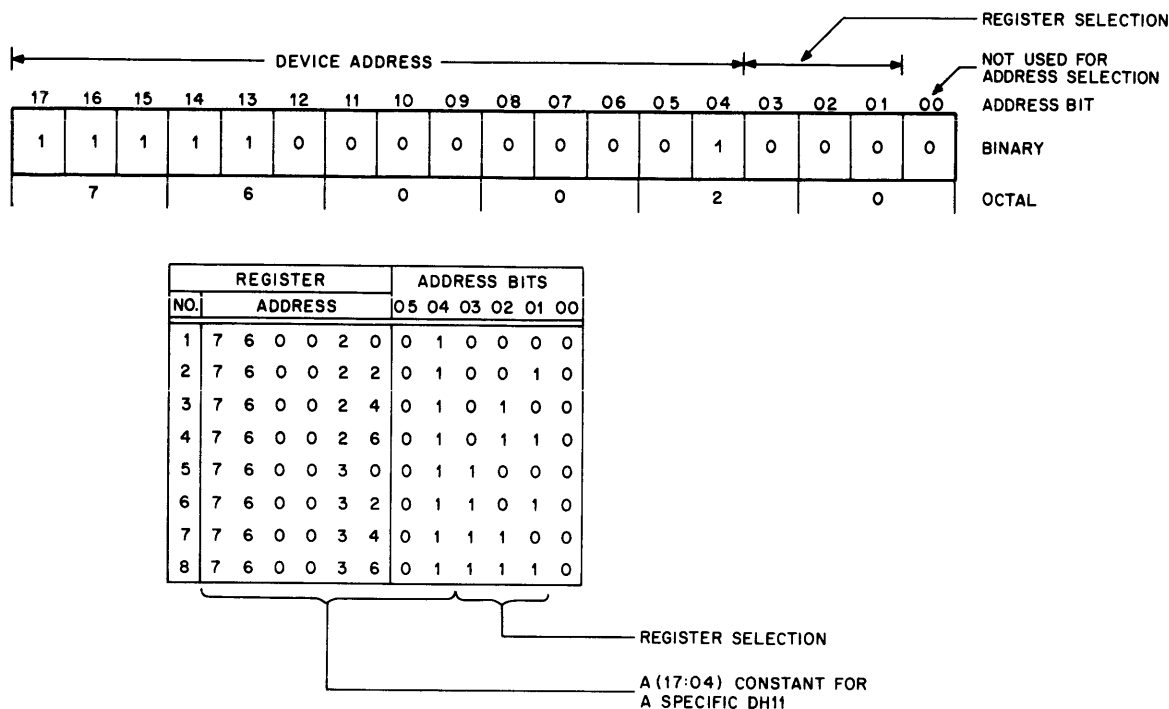 REGISTER SELECTION
DEVICE ADDRESS
NOT USED FOR
ADDRESS SELECTION
17 16 15 14 13 12 11 10 09 08 07 06 05 04 03 02 01 00 ADDRESS BIT
1 1 1 1 1 0 0 0 0 0 0 0 0 1 0 0 0 0 BINARY
7 6 0 0 2 0 OCTAL
REGISTER ADDRESS BITS
NO. ADDRESS 05 04 03 02 01 00
1 7 6 0 0 2 0 0 1 0 0 0 0
2 7 6 0 0 2 2 0 1 0 0 1 0
3 7 6 0 0 2 4 0 1 0 1 0 0
4 7 6 0 0 2 6 0 1 0 1 1 0
5 7 6 0 0 3 0 0 1 1 0 0 0
6 7 6 0 0 3 2 0 1 1 0 1 0
7 7 6 0 0 3 4 0 1 1 1 0 0
8 7 6 0 0 3 6 0 1 1 1 1 0
REGISTER SELECTION
A (17:04) CONSTANT FOR
A SPECIFIC DH11